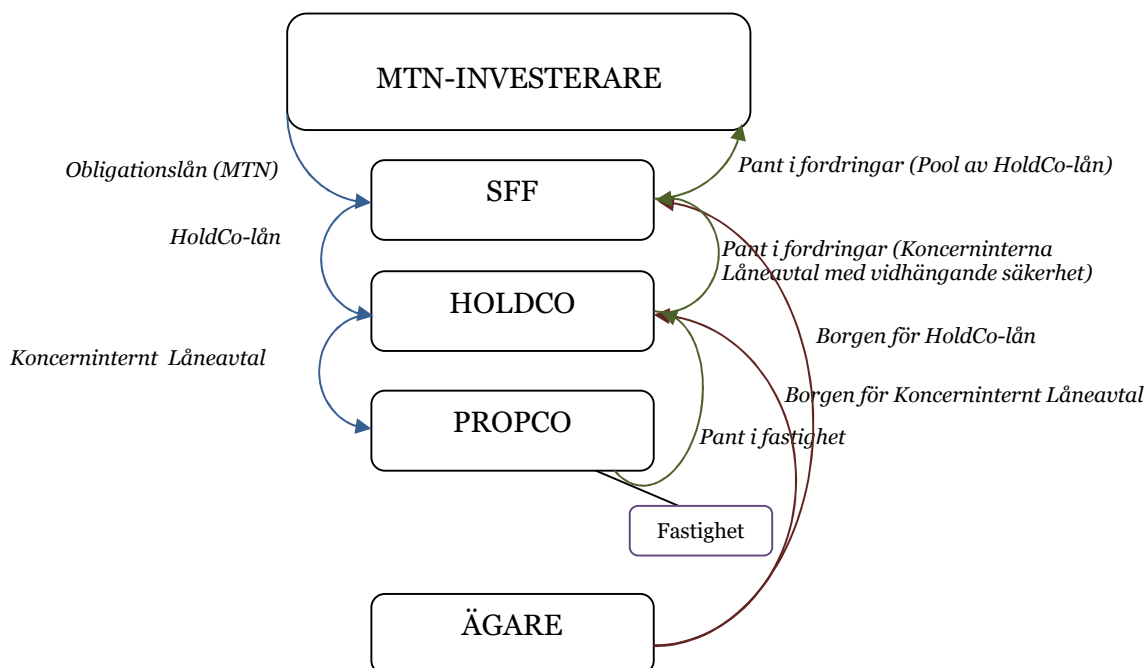 MTN-INVESTERARE
Obligationslån (MTN)
Pant i fordringar (Pool av HoldCo-lån)
SFF
HoldCo-lån
Pant i fordringar (Koncerninterna
Låneavtal med vidhängande säkerhet)
HOLDCO
Borgen för HoldCo-lån
Koncerninternt Låneavtal
Borgen för Koncerninternt Låneavtal
PROPCO
Pant i fastighet
Fastighet
ÄGARE